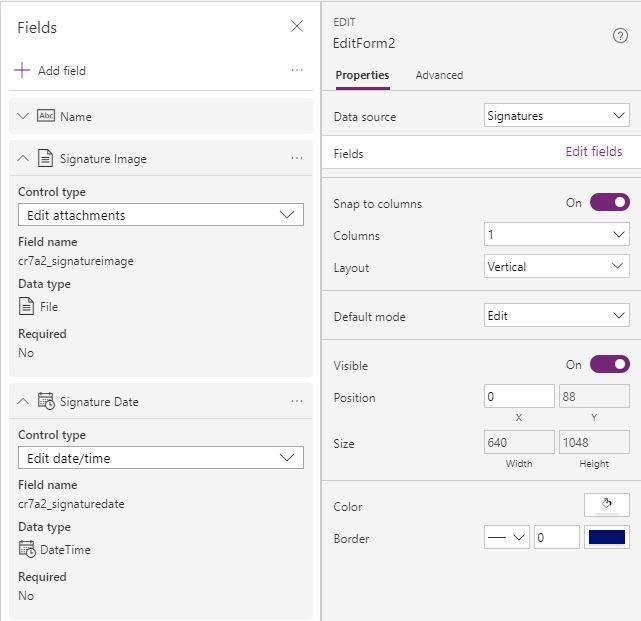 Fields
Add field
Abc Name
Signature Image
Control type
Edit attachments
Field name
cr7a2_signatureimage
Data type
File
Required
No
Signature Date
Control type
Edit date/time
Field name
cr7a2_signaturedate
Data type
DateTime
Required
No
EDIT
EditForm2
?
Properties Advanced
Data source Signatures
Fields Edit fields
Snap to columns On
Columns 1
Layout Vertical
Default mode Edit
Visible On
Position 0 88
X Y
Size 640 1048
Width Height
Color
Border 0